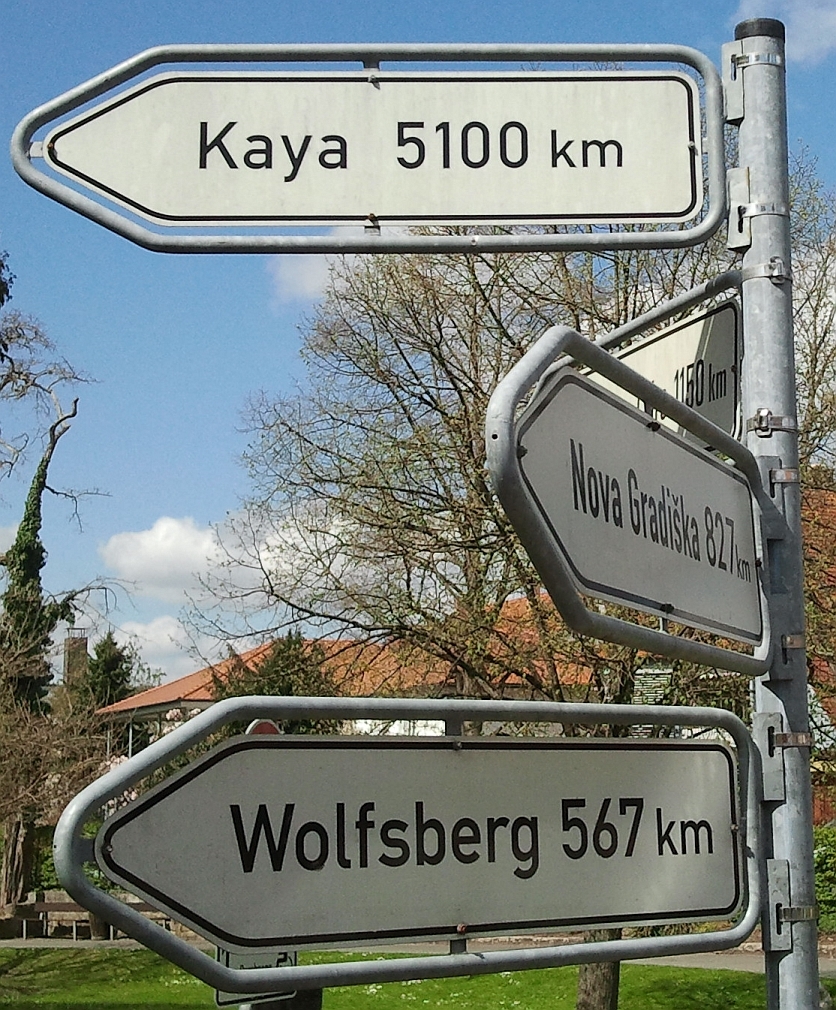 Kaya 5100 km
1150 km
Nova Gradiška 827 km
Wolfsberg 567 km